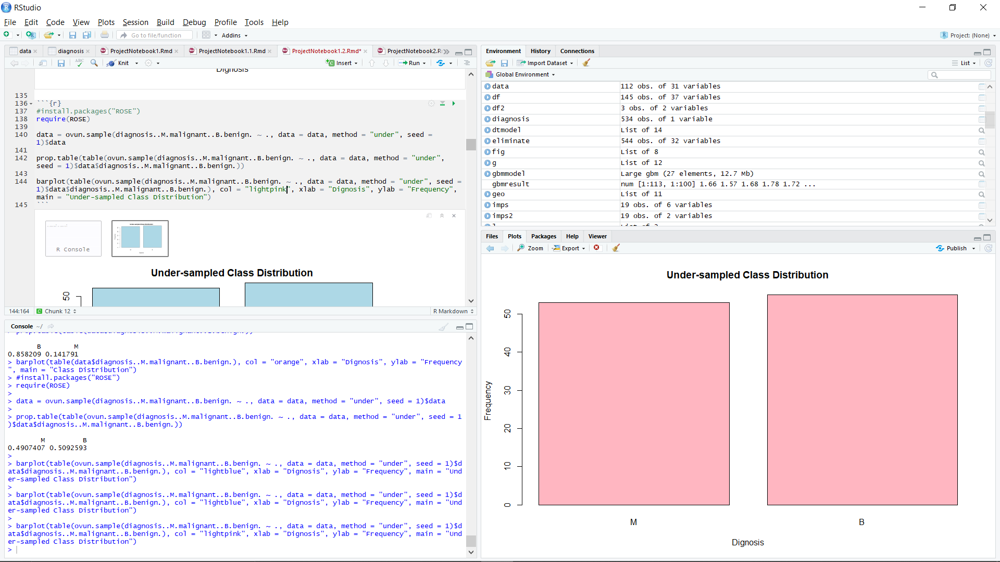 RStudio
File Edit Code View Plots Session Build Debug Profile Tools Help
Go to file/function Addins Project: (None)
data diagnosis ProjectNotebook1.Rmd ProjectNotebook1.1.Rmd ProjectNotebook1.2.Rmd* ProjectNotebook2.R
ABC Knit Insert Run
Dignosis
135
136 ```{r}
137 #install.packages("ROSE")
138 require(ROSE)
139
140 data = ovun.sample(diagnosis..M.malignant..B.benign. ~ ., data = data, method = "under", seed =
1)$data
141
142 prop.table(table(ovun.sample(diagnosis..M.malignant..B.benign. ~ ., data = data, method = "under",
seed = 1)$data$diagnosis..M.malignant..B.benign.))
143
144 barplot(table(ovun.sample(diagnosis..M.malignant..B.benign. ~ ., data = data, method = "under", seed =
1)$data$diagnosis..M.malignant..B.benign.), col = "lightpink", xlab = "Dignosis", ylab = "Frequency",
main = "Under-sampled Class Distribution")
145 ```
R Console
Under-sampled Class Distribution
50
144:164 C Chunk 12 R Markdown
Console ~/
B M
0.858209 0.141791
> barplot(table(data$diagnosis..M.malignant..B.benign.), col = "orange", xlab = "Dignosis", ylab = "Frequency
", main = "Class Distribution")
> #install.packages("ROSE")
> require(ROSE)
>
> data = ovun.sample(diagnosis..M.malignant..B.benign. ~ ., data = data, method = "under", seed = 1)$data
>
> prop.table(table(ovun.sample(diagnosis..M.malignant..B.benign. ~ ., data = data, method = "under", seed = 1
)$data$diagnosis..M.malignant..B.benign.))
M B
0.4907407 0.5092593
>
> barplot(table(ovun.sample(diagnosis..M.malignant..B.benign. ~ ., data = data, method = "under", seed = 1)$d
ata$diagnosis..M.malignant..B.benign.), col = "lightblue", xlab = "Dignosis", ylab = "Frequency", main = "Und
er-sampled Class Distribution")
>
> barplot(table(ovun.sample(diagnosis..M.malignant..B.benign. ~ ., data = data, method = "under", seed = 1)$d
ata$diagnosis..M.malignant..B.benign.), col = "lightblue", xlab = "Dignosis", ylab = "Frequency", main = "Und
er-sampled Class Distribution")
>
> barplot(table(ovun.sample(diagnosis..M.malignant..B.benign. ~ ., data = data, method = "under", seed = 1)$d
ata$diagnosis..M.malignant..B.benign.), col = "lightpink", xlab = "Dignosis", ylab = "Frequency", main = "Und
er-sampled Class Distribution")
>
Environment History Connections
Import Dataset List
Global Environment
data 112 obs. of 31 variables
df 145 obs. of 37 variables
df2 3 obs. of 2 variables
diagnosis 534 obs. of 1 variable
dtmodel List of 14
eliminate 544 obs. of 32 variables
fig List of 8
g List of 12
gbmmodel Large gbm (27 elements, 12.7 Mb)
gbmresult num [1:113, 1:100] 1.66 1.57 1.68 1.78 1.72 ...
geo List of 11
imps 19 obs. of 6 variables
imps2 19 obs. of 2 variables
Files Plots Packages Help Viewer
Zoom Export Publish
Under-sampled Class Distribution
50
40
30
20
10
0
Frequency
M B
Dignosis